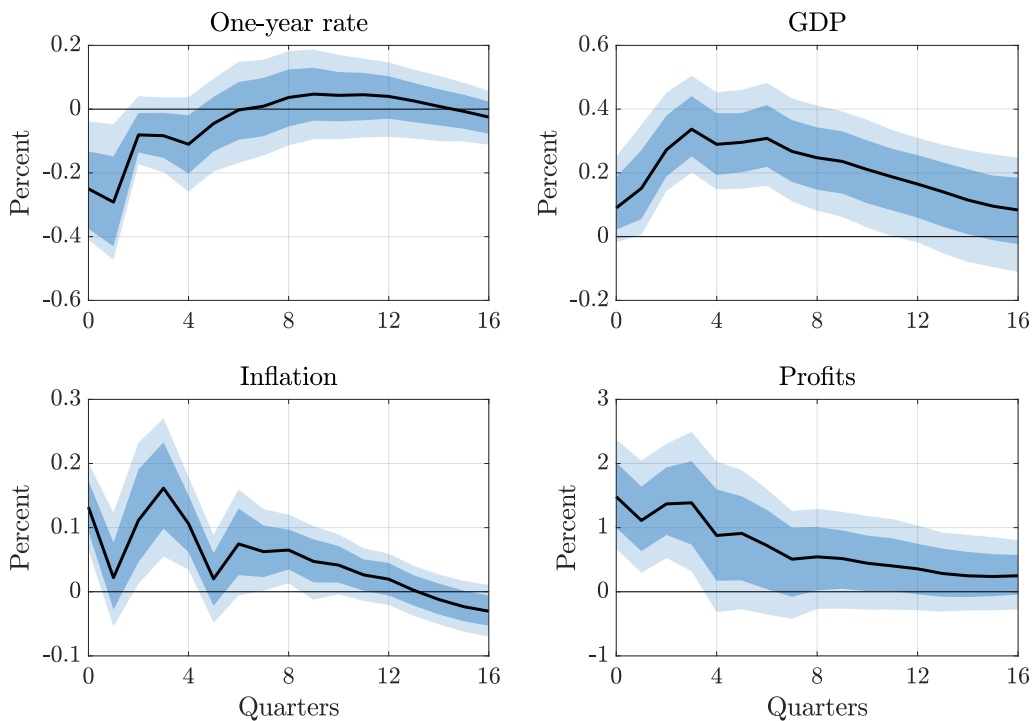 One-year rate
Percent
0.2
0
-0.2
-0.4
-0.6
0 4 8 12 16
GDP
Percent
0.6
0.4
0.2
0
-0.2
0 4 8 12 16
Inflation
Percent
0.3
0.2
0.1
0
-0.1
0 4 8 12 16
Quarters
Profits
Percent
3
2
1
0
-1
0 4 8 12 16
Quarters